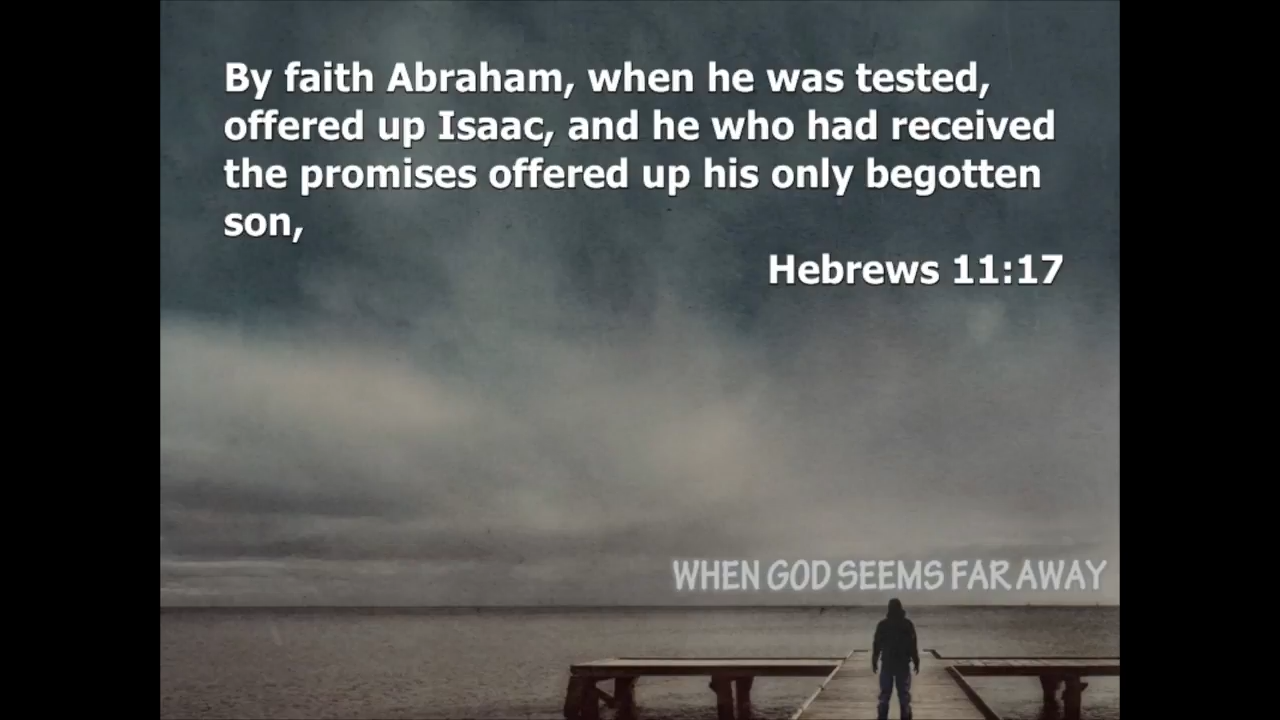 By faith Abraham, when he was tested,
offered up Isaac, and he who had received
the promises offered up his only begotten
son,
Hebrews 11:17
WHEN GOD SEEMS FAR AWAY